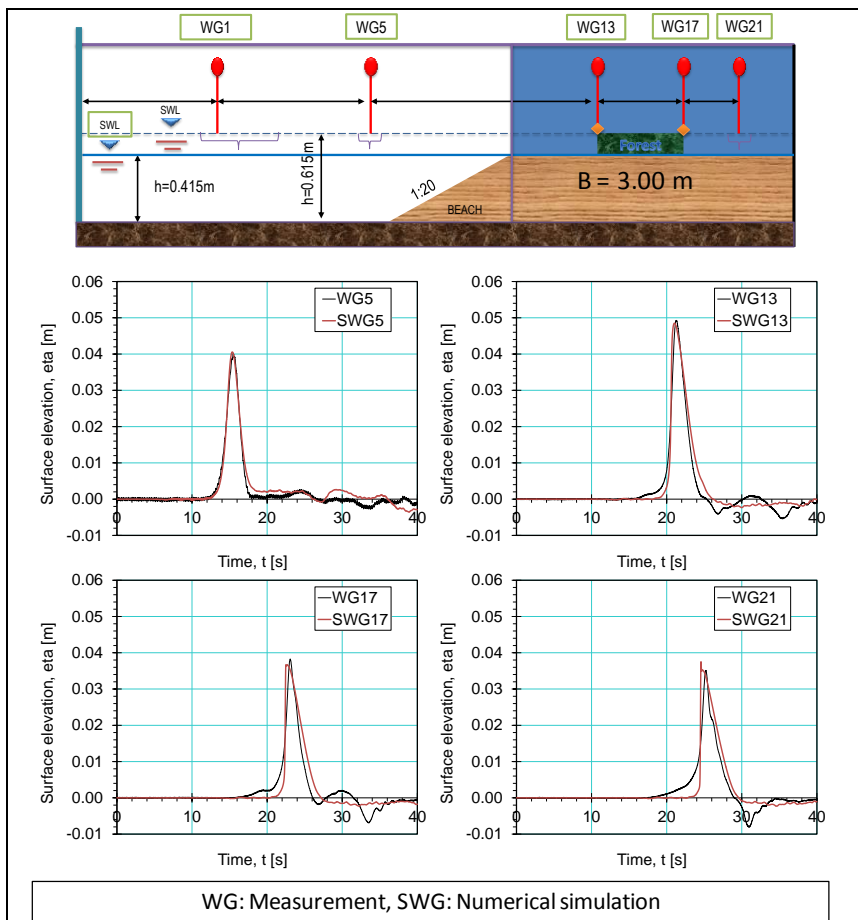 WG1
WG5
WG13
WG17
WG21
SWL
SWL
h=0.415m
h=0.615m
1:20
BEACH
Forest
B = 3.00 m
0.06
0.05
0.04
0.03
0.02
0.01
0.00
-0.01
Surface elevation, eta [m]
WG5
SWG5
0
10
20
30
40
Time, t [s]
0.06
0.05
0.04
0.03
0.02
0.01
0.00
-0.01
Surface elevation, eta [m]
WG13
SWG13
0
10
20
30
40
Time, t [s]
0.06
0.05
0.04
0.03
0.02
0.01
0.00
-0.01
Surface elevation, eta [m]
WG17
SWG17
0
10
20
30
40
Time, t [s]
0.06
0.05
0.04
0.03
0.02
0.01
0.00
-0.01
Surface elevation, eta [m]
WG21
SWG21
0
10
20
30
40
Time, t [s]
WG: Measurement, SWG: Numerical simulation